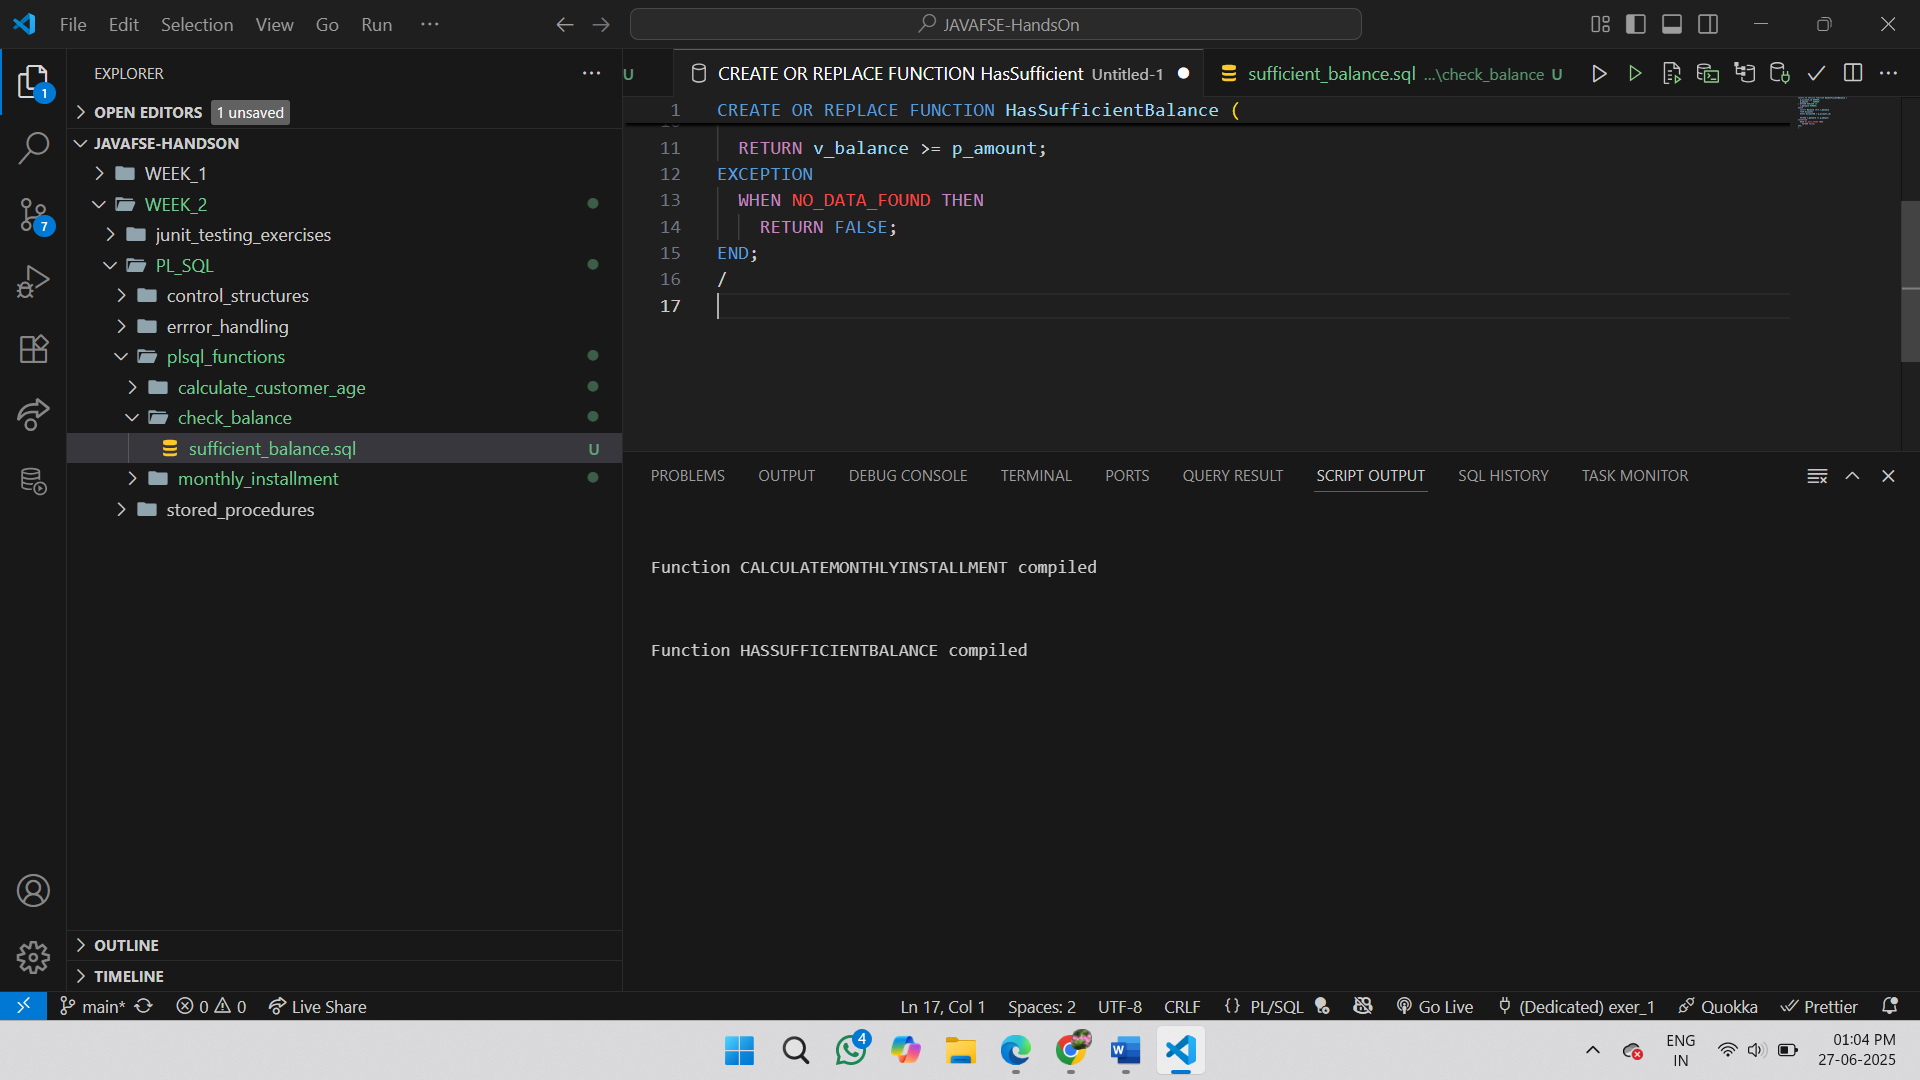 File Edit Selection View Go Run ···
JAVAFSE-HandsOn
EXPLORER
OPEN EDITORS 1 unsaved
JAVAFSE-HANDSON
WEEK_1
WEEK_2
junit_testing_exercises
PL_SQL
control_structures
errror_handling
plsql_functions
calculate_customer_age
check_balance
sufficient_balance.sql U
monthly_installment
stored_procedures
OUTLINE
TIMELINE
1
7
U
CREATE OR REPLACE FUNCTION HasSufficient Untitled-1
sufficient_balance.sql ...\check_balance U
1 CREATE OR REPLACE FUNCTION HasSufficientBalance (
11 RETURN v_balance >= p_amount;
12 EXCEPTION
13 WHEN NO_DATA_FOUND THEN
14 RETURN FALSE;
15 END;
16 /
17
PROBLEMS OUTPUT DEBUG CONSOLE TERMINAL PORTS QUERY RESULT SCRIPT OUTPUT SQL HISTORY TASK MONITOR
Function CALCULATEMONTHLYINSTALLMENT compiled
Function HASSUFFICIENTBALANCE compiled
main* 0 0 Live Share
Ln 17, Col 1 Spaces: 2 UTF-8 CRLF {} PL/SQL Go Live (Dedicated) exer_1 Quokka Prettier
4
W
ENG
IN
01:04 PM
27-06-2025